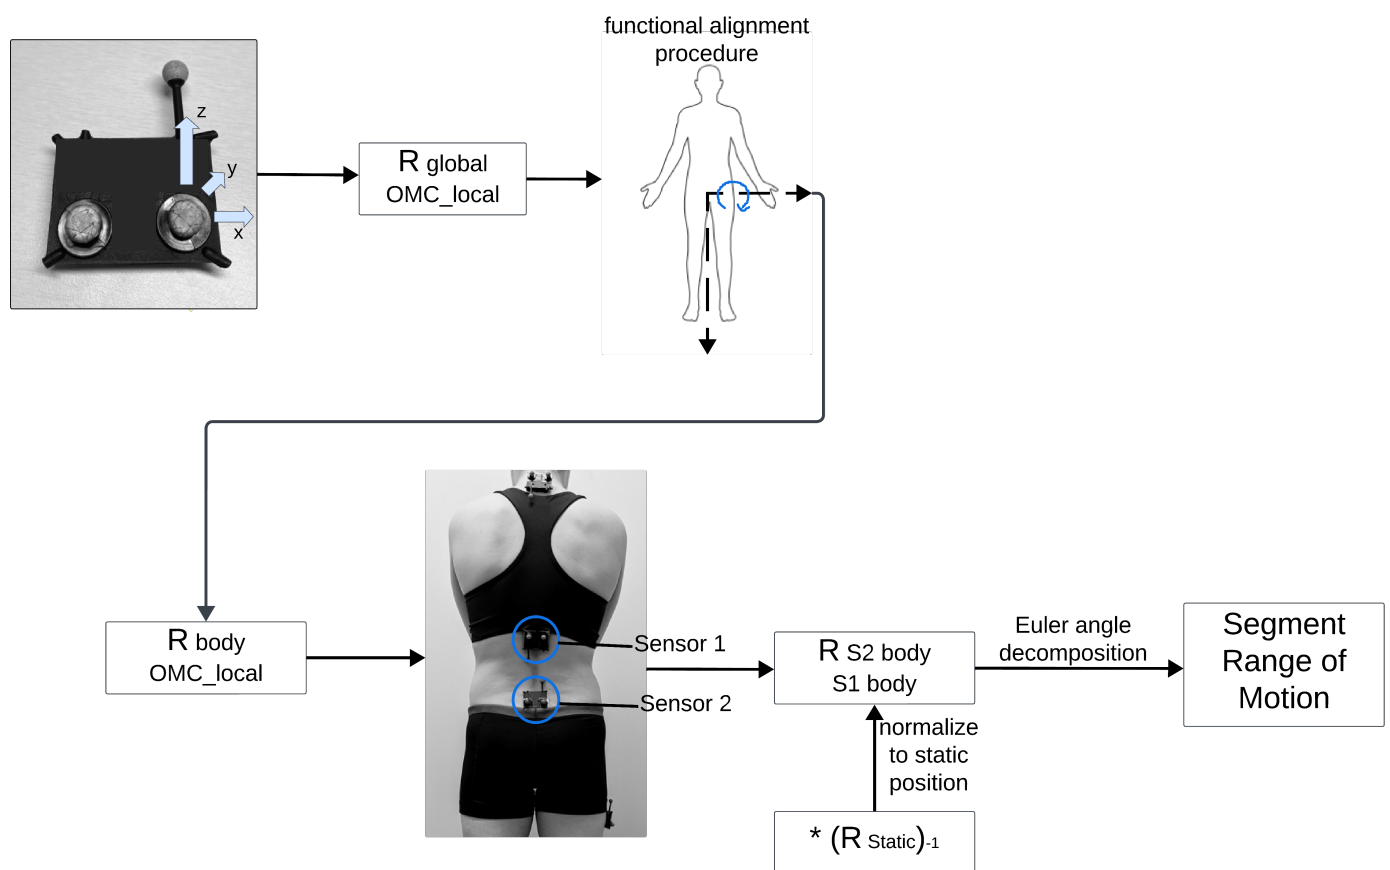 functional alignment
procedure
z
y
x
R global
OMC_local
R body
OMC_local
Sensor 1
Sensor 2
R S2 body
S1 body
Euler angle
decomposition
Segment
Range of
Motion
normalize
to static
position
* (R Static)-1